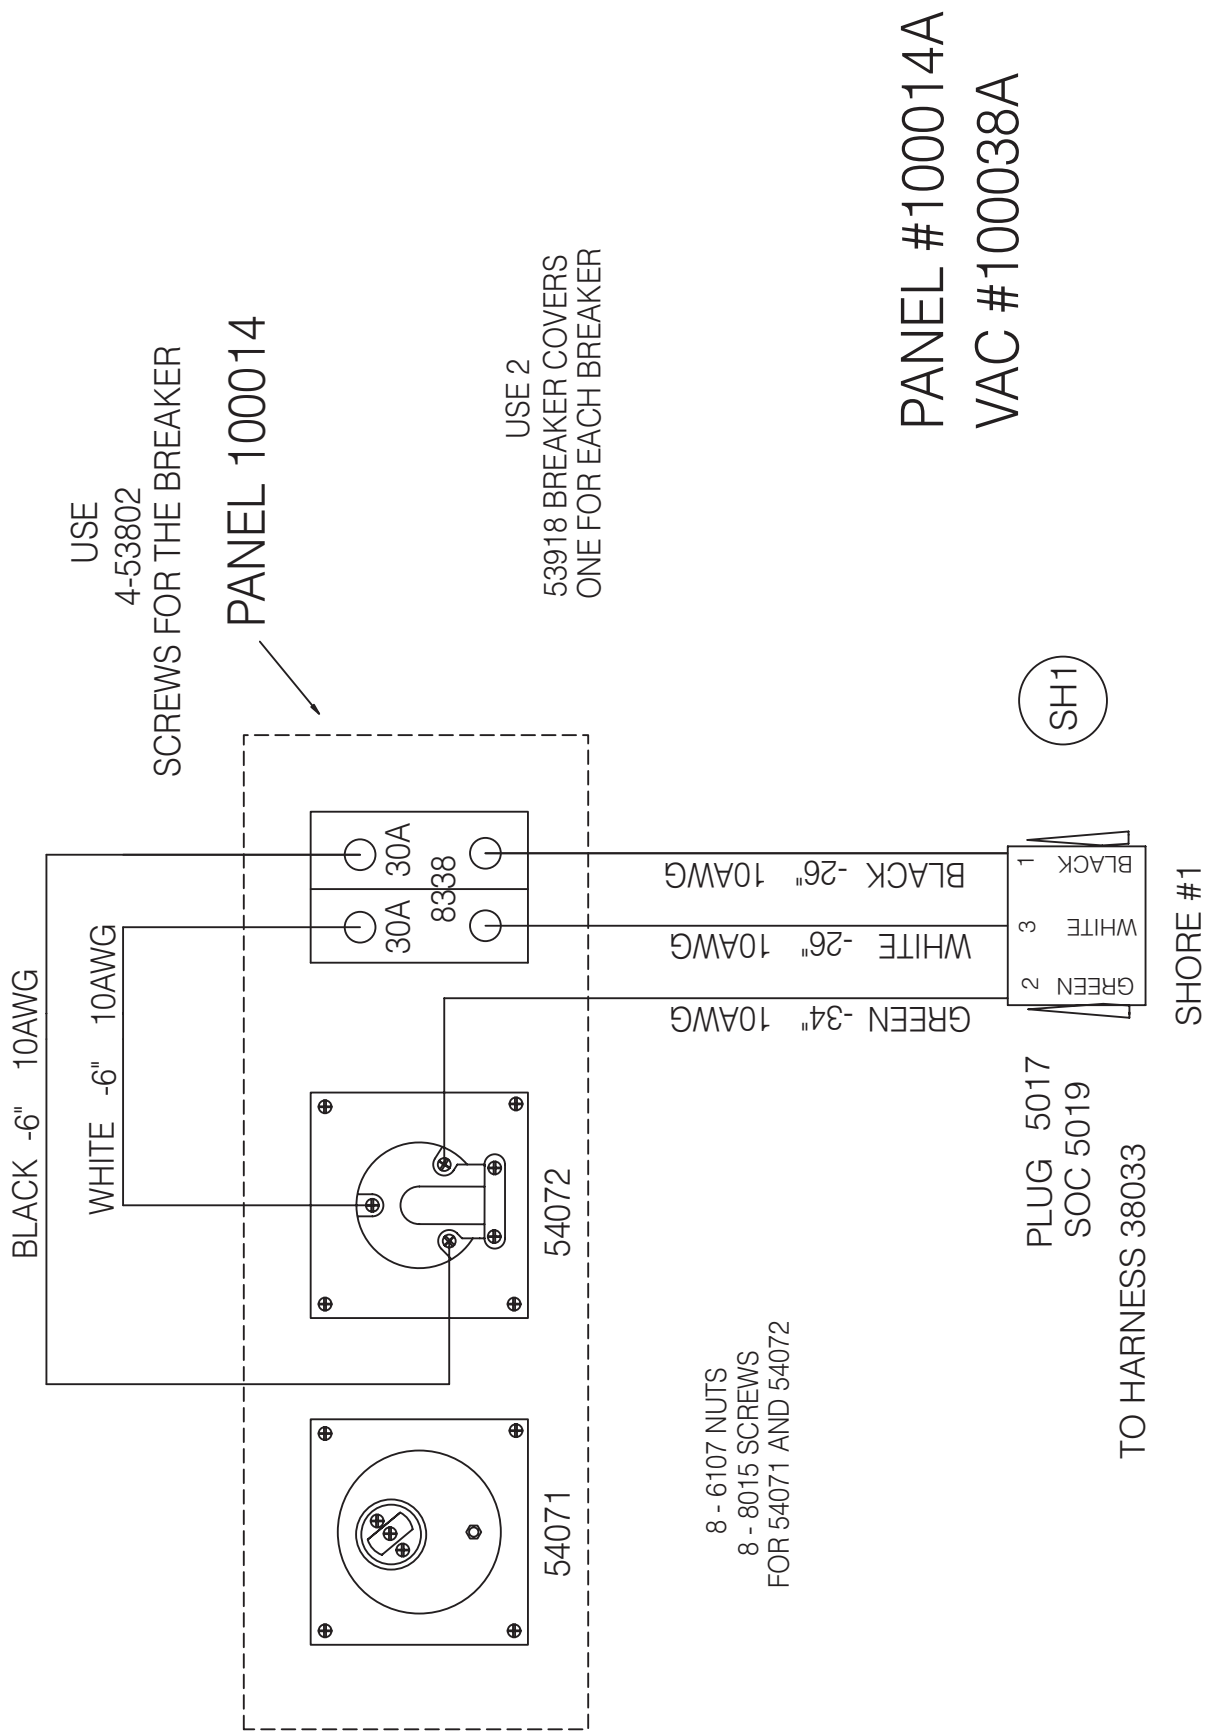 BLACK -6" 10AWG
WHITE -6" 10AWG
USE
4-53802
SCREWS FOR THE BREAKER
PANEL 100014
30A
30A
8338
54071
54072
USE 2
53918 BREAKER COVERS
ONE FOR EACH BREAKER
BLACK -26" 10AWG
WHITE -26" 10AWG
GREEN -34" 10AWG
8 - 6107 NUTS
8 - 8015 SCREWS
FOR 54071 AND 54072
PANEL #100014A
VAC #100038A
SH1
1 BLACK
3 WHITE
2 GREEN
PLUG 5017
SOC 5019
TO HARNESS 38033
SHORE #1